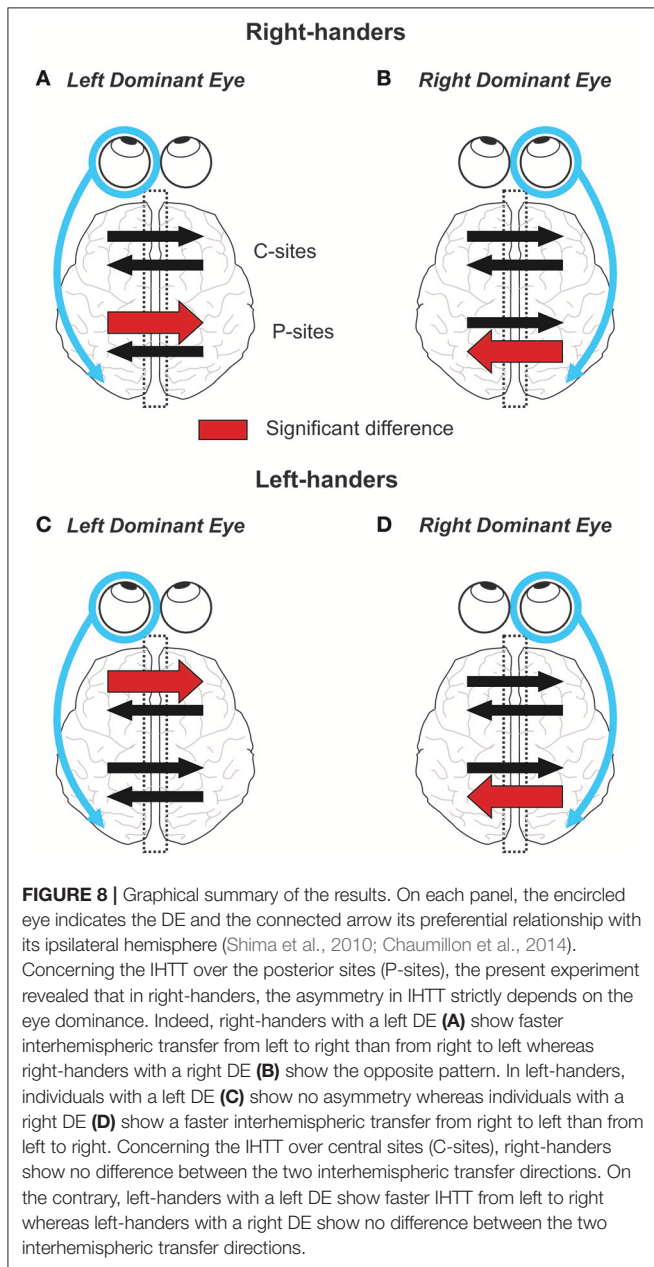 Right-handers
A Left Dominant Eye
B Right Dominant Eye
C-sites
P-sites
Significant difference
Left-handers
C Left Dominant Eye
D Right Dominant Eye
FIGURE 8 | Graphical summary of the results. On each panel, the encircled
eye indicates the DE and the connected arrow its preferential relationship with
its ipsilateral hemisphere (Shima et al., 2010; Chaumillon et al., 2014).
Concerning the IHTT over the posterior sites (P-sites), the present experiment
revealed that in right-handers, the asymmetry in IHTT strictly depends on the
eye dominance. Indeed, right-handers with a left DE (A) show faster
interhemispheric transfer from left to right than from right to left whereas
right-handers with a right DE (B) show the opposite pattern. In left-handers,
individuals with a left DE (C) show no asymmetry whereas individuals with a
right DE (D) show a faster interhemispheric transfer from right to left than from
left to right. Concerning the IHTT over central sites (C-sites), right-handers
show no difference between the two interhemispheric transfer directions. On
the contrary, left-handers with a left DE show faster IHTT from left to right
whereas left-handers with a right DE show no difference between the two
interhemispheric transfer directions.